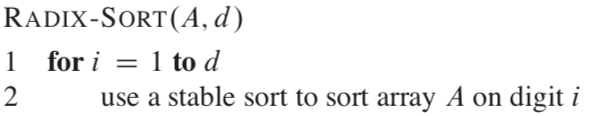 RADIX-SORT(A, d)
1 for i = 1 to d
2 use a stable sort to sort array A on digit i